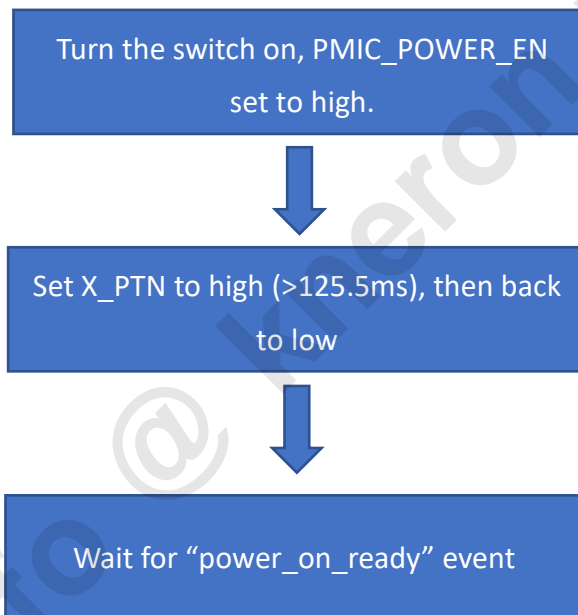 Turn the switch on, PMIC_POWER_EN
set to high.
Set X_PTN to high (>125.5ms), then back
to low
Wait for “power_on_ready” event
@ kneron